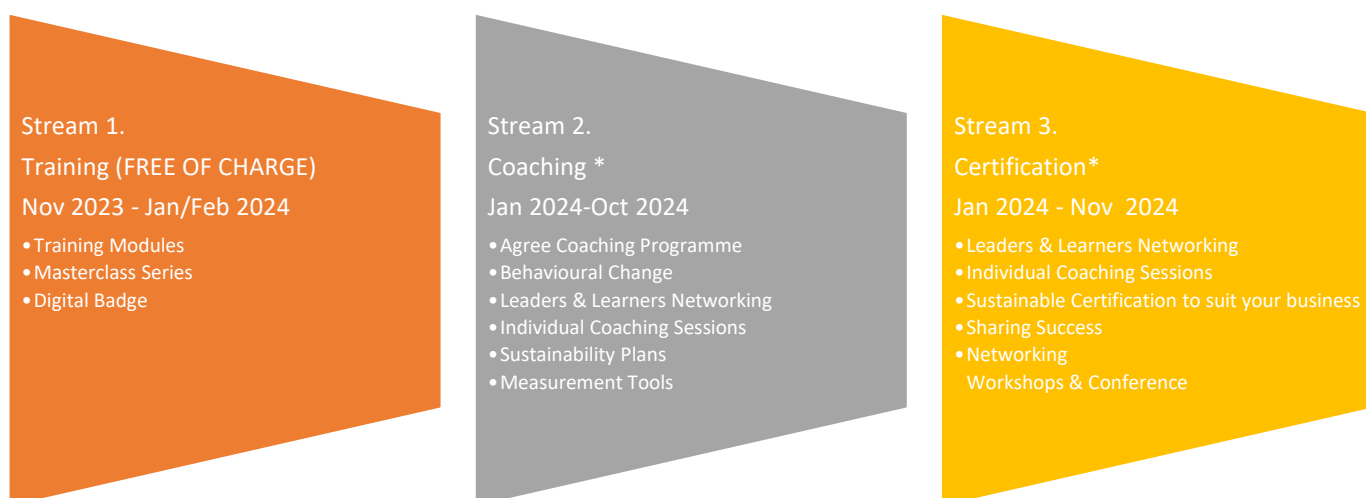 Stream 1.
Training (FREE OF CHARGE)
Nov 2023 - Jan/Feb 2024
•Training Modules
•Masterclass Series
•Digital Badge
Stream 2.
Coaching *
Jan 2024-Oct 2024
•Agree Coaching Programme
•Behavioural Change
•Leaders & Learners Networking
•Individual Coaching Sessions
•Sustainability Plans
•Measurement Tools
Stream 3.
Certification*
Jan 2024 - Nov  2024
•Leaders & Learners Networking
•Individual Coaching Sessions
•Sustainable Certification to suit your business
•Sharing Success
•Networking
Workshops & Conference